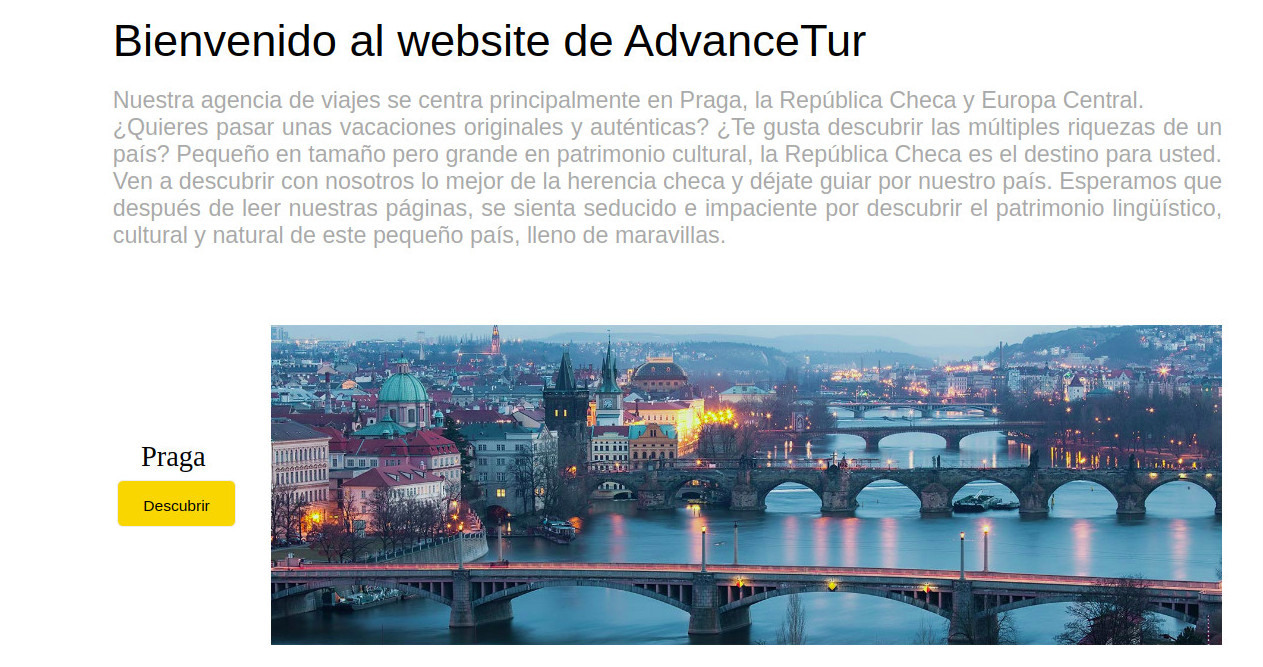 Bienvenido al website de AdvanceTur
Nuestra agencia de viajes se centra principalmente en Praga, la República Checa y Europa Central.
¿Quieres pasar unas vacaciones originales y auténticas? ¿Te gusta descubrir las múltiples riquezas de un
país? Pequeño en tamaño pero grande en patrimonio cultural, la República Checa es el destino para usted.
Ven a descubrir con nosotros lo mejor de la herencia checa y déjate guiar por nuestro país. Esperamos que
después de leer nuestras páginas, se sienta seducido e impaciente por descubrir el patrimonio lingüístico,
cultural y natural de este pequeño país, lleno de maravillas.
Praga
Descubrir